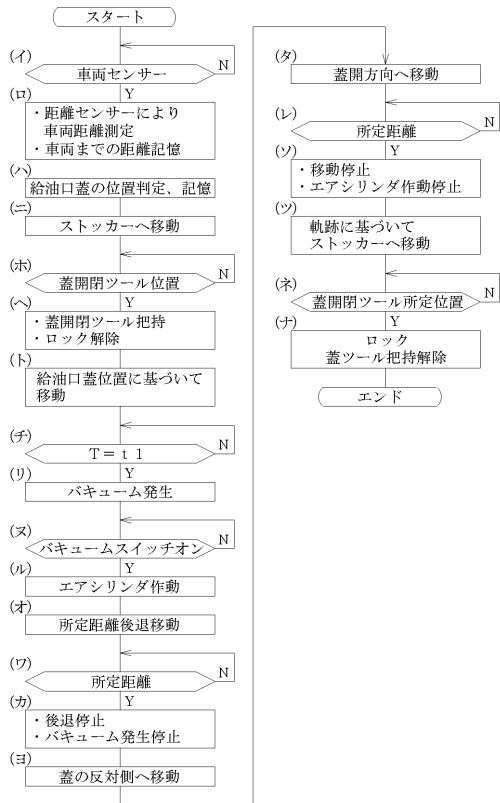 スタート
(イ)
車両センサー
N
Y
(ロ)
・距離センサーにより
車両距離測定
・車両までの距離記憶
(ハ)
給油口蓋の位置判定、記憶
(ニ)
ストッカーへ移動
(ホ)
蓋開閉ツール位置
N
Y
(ヘ)
・蓋開閉ツール把持
・ロック解除
(ト)
給油口蓋位置に基づいて
移動
(チ)
T=t1
N
Y
(リ)
バキューム発生
(ヌ)
バキュームスイッチオン
N
Y
(ル)
エアシリンダ作動
(オ)
所定距離後退移動
(ワ)
所定距離
N
Y
(カ)
・後退停止
・バキューム発生停止
(ヨ)
蓋の反対側へ移動
(タ)
蓋開方向へ移動
(レ)
所定距離
N
Y
(ソ)
・移動停止
・エアシリンダ作動停止
(ツ)
軌跡に基づいて
ストッカーへ移動
(ネ)
蓋開閉ツール所定位置
N
Y
(ナ)
ロック
蓋ツール把持解除
エンド